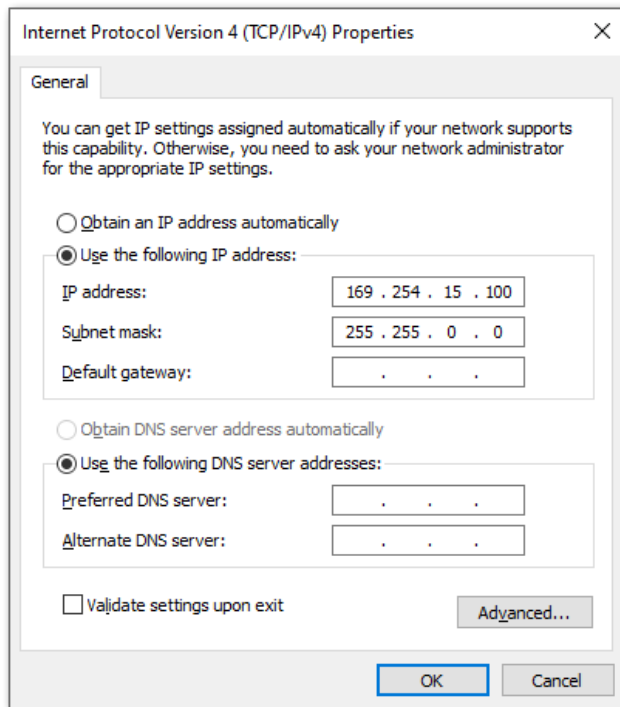 Internet Protocol Version 4 (TCP/IPv4) Properties
General
You can get IP settings assigned automatically if your network supports
this capability. Otherwise, you need to ask your network administrator
for the appropriate IP settings.
Obtain an IP address automatically
Use the following IP address:
IP address: 169 . 254 . 15 . 100
Subnet mask: 255 . 255 . 0 . 0
Default gateway: . . .
Obtain DNS server address automatically
Use the following DNS server addresses:
Preferred DNS server: . . .
Alternate DNS server: . . .
Validate settings upon exit
Advanced...
OK Cancel